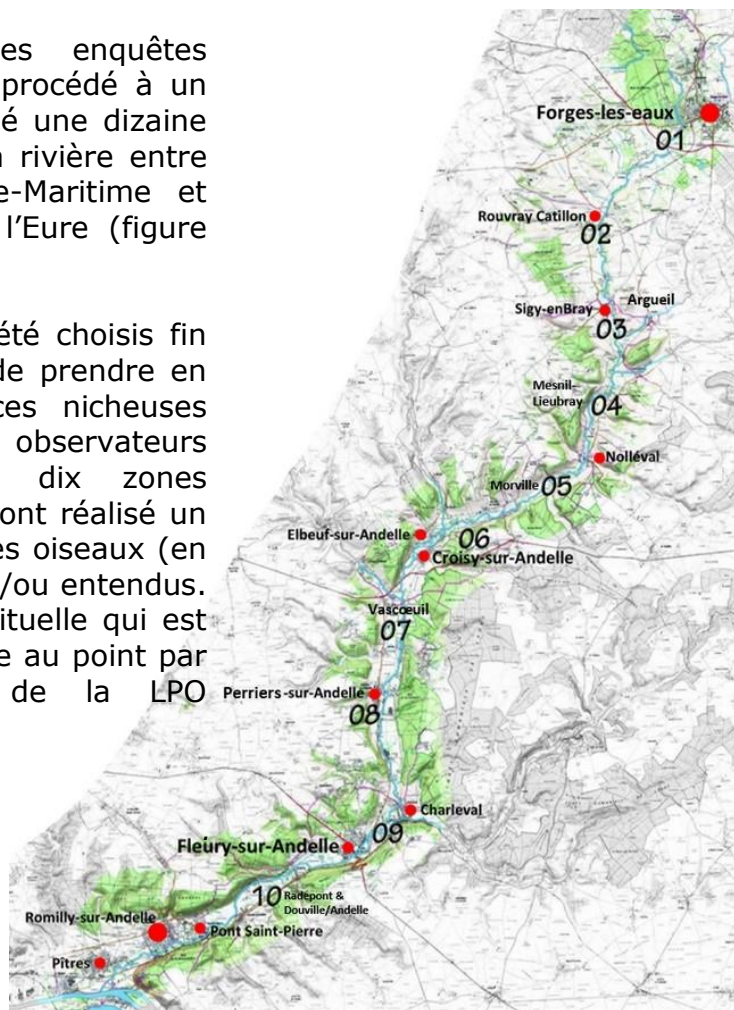 es enquêtes
procédé à un
é une dizaine
rivière entre
e-Maritime et
l'Eure (figure
été choisis fin
de prendre en
ces nicheuses
observateurs
dix zones
ont réalisé un
es oiseaux (en
/ou entendus.
ituelle qui est
e au point par
de la LPO
Forges-les-eaux
01
Rouvray Catillon
02
Sigy-enBray
Argueil
03
Mesnil-
Lieubray
04
Nolléval
Morville
05
Elbeuf-sur-Andelle
06
Croisy-sur-Andelle
Vascœuil
07
Perriers-sur-Andelle
08
Charleval
09
Fleury-sur-Andelle
10
Radepont &
Douville/Andelle
Romilly-sur-Andelle
Pont Saint-Pierre
Pîtres